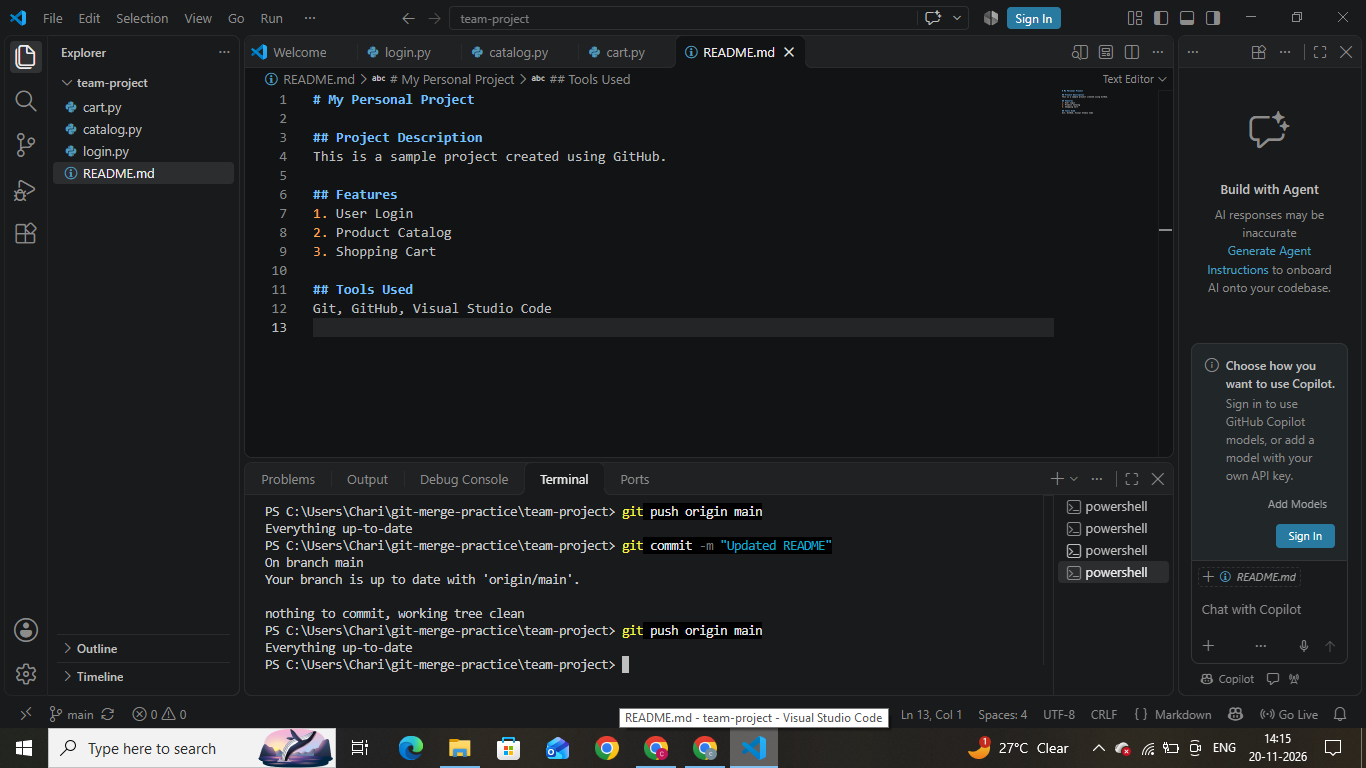 File Edit Selection View Go Run ··· team-project Sign In
Explorer ···
team-project
cart.py
catalog.py
login.py
README.md
Outline
Timeline
Welcome login.py catalog.py cart.py README.md
README.md > abc # My Personal Project > abc ## Tools Used
Text Editor
1 # My Personal Project
2
3 ## Project Description
4 This is a sample project created using GitHub.
5
6 ## Features
7 1. User Login
8 2. Product Catalog
9 3. Shopping Cart
10
11 ## Tools Used
12 Git, GitHub, Visual Studio Code
13
Problems Output Debug Console Terminal Ports
PS C:\Users\Chari\git-merge-practice\team-project> git push origin main
Everything up-to-date
PS C:\Users\Chari\git-merge-practice\team-project> git commit -m "Updated README"
On branch main
Your branch is up to date with 'origin/main'.
nothing to commit, working tree clean
PS C:\Users\Chari\git-merge-practice\team-project> git push origin main
Everything up-to-date
PS C:\Users\Chari\git-merge-practice\team-project>
powershell
powershell
powershell
powershell
Build with Agent
AI responses may be
inaccurate
Generate Agent
Instructions to onboard
AI onto your codebase.
Choose how you
want to use Copilot.
Sign in to use
GitHub Copilot
models, or add a
model with your
own API key.
Add Models
Sign In
README.md
Chat with Copilot
Copilot
main 0 0 README.md - team-project - Visual Studio Code Ln 13, Col 1 Spaces: 4 UTF-8 CRLF { } Markdown Go Live
Type here to search
1
27°C Clear
ENG
14:15
20-11-2026